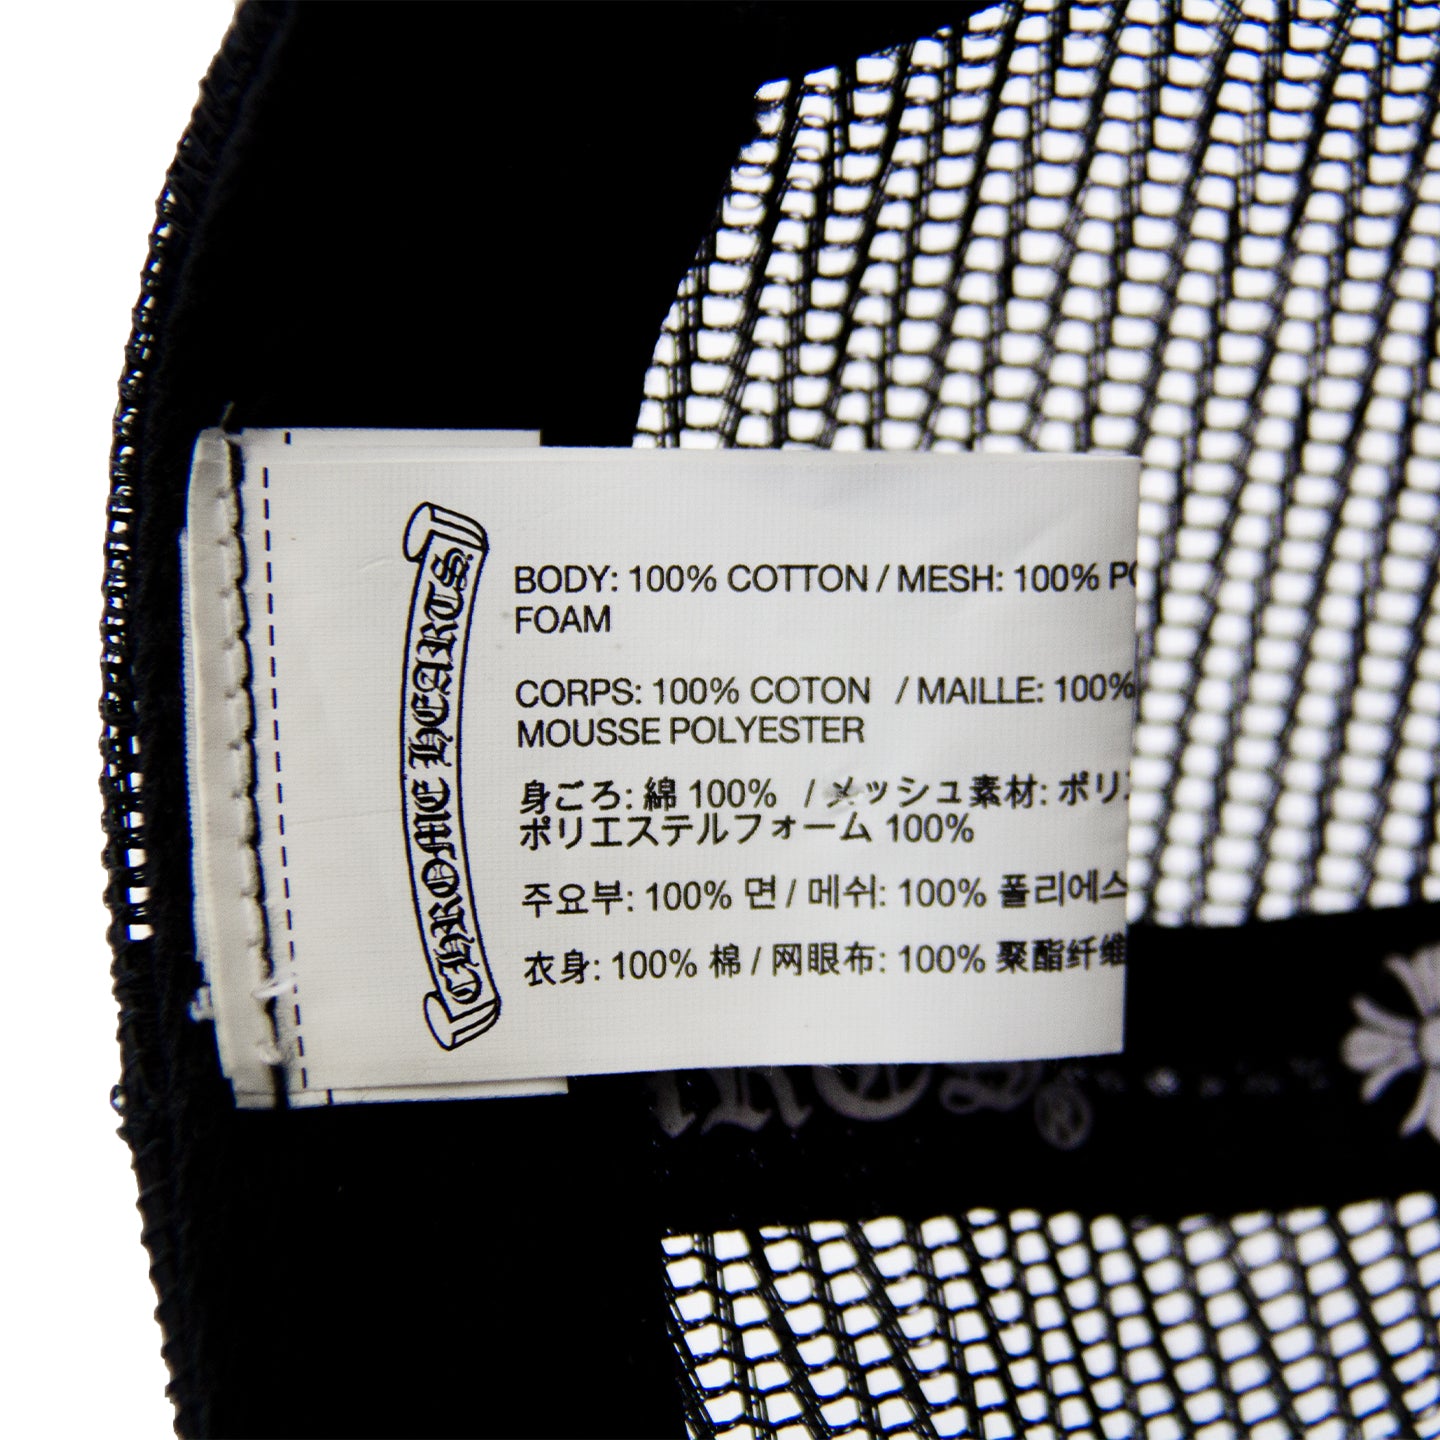 CHROME HEARTS
BODY: 100% COTTON / MESH: 100%
FOAM
CORPS: 100% COTON / MAILLE: 100%
MOUSSE POLYESTER
身ごろ: 綿 100% / メッシュ素材: ポリ
ポリエステルフォーム 100%
주요부: 100% 면 / 메쉬: 100% 폴리에스
衣身: 100% 棉 / 网眼布: 100% 聚酯纤维